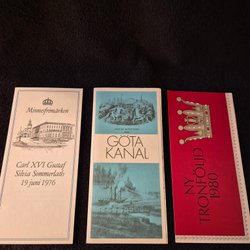 Minnesfrimärken
Carl XVI Gustaf
Silvia Sommerlath
19 juni 1976
GÖTA
KANAL
NY
TRONFÖLJD
1980